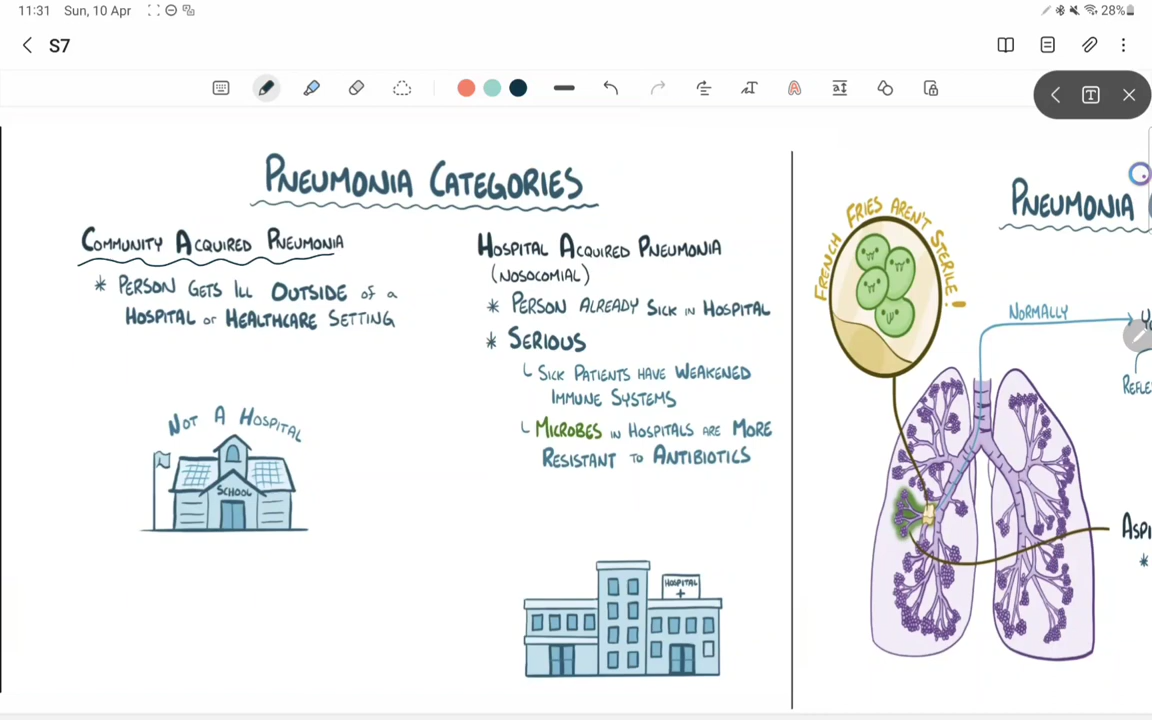 11:31 Sun, 10 Apr
28%
S7
PNEUMONIA CATEGORIES
COMMUNITY ACQUIRED PNEUMONIA
* PERSON GETS ILL OUTSIDE of a
HOSPITAL or HEALTHCARE SETTING
NOT A HOSPITAL
SCHOOL
HOSPITAL ACQUIRED PNEUMONIA
(NOSOCOMIAL)
* PERSON ALREADY SICK IN HOSPITAL
* SERIOUS
SICK PATIENTS HAVE WEAKENED
IMMUNE SYSTEMS
MICROBES IN HOSPITALS ARE MORE
RESISTANT TO ANTIBIOTICS
HOSPITAL
+
FRENCH FRIES AREN'T STERILE!
PNEUMONIA
NORMALLY